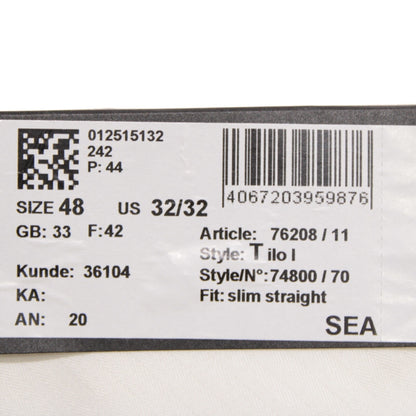 012515132
242
P: 44
4067203959876
SIZE 48 US 32/32
GB: 33 F: 42
Article: 76208 / 11
Style: T ilo I
Kunde: 36104
Style/N°: 74800 / 70
KA:
Fit: slim straight
AN: 20
SEA